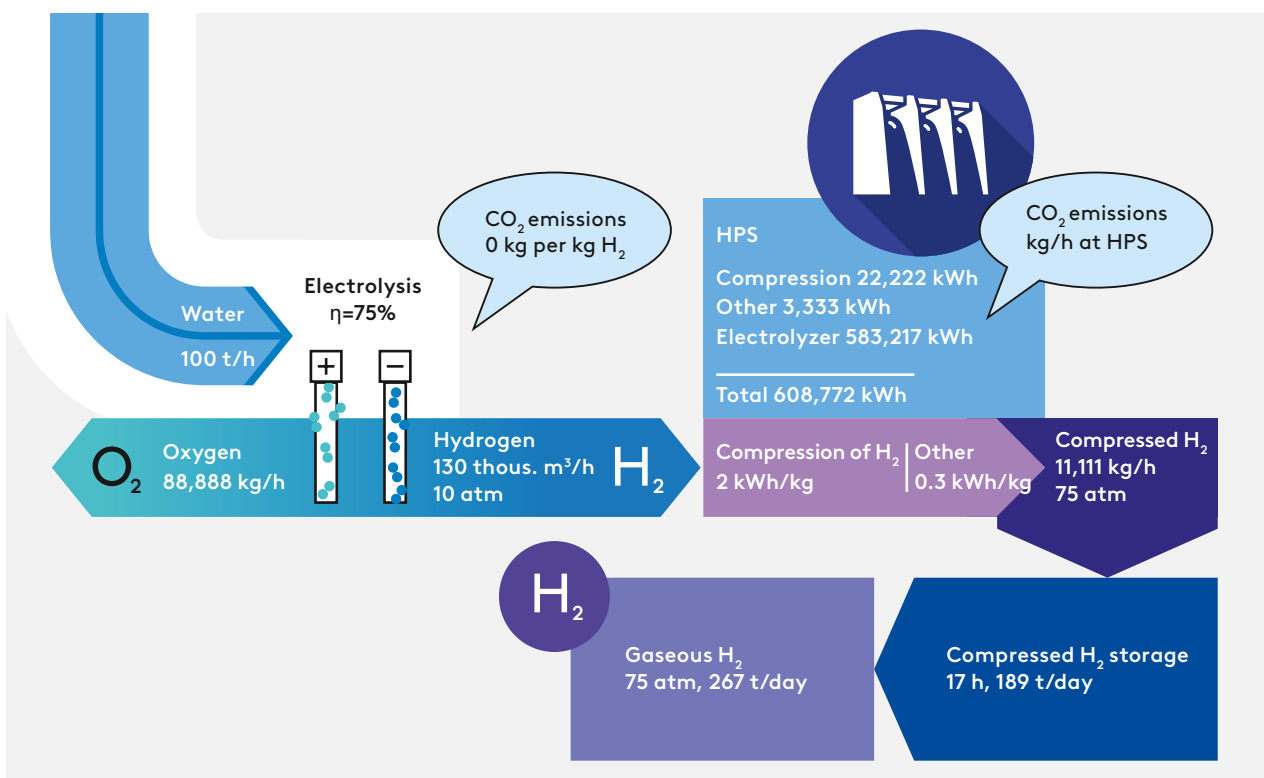 CO₂ emissions
0 kg per kg H₂
CO₂ emissions
kg/h at HPS
HPS
Compression 22,222 kWh
Other 3,333 kWh
Electrolyzer 583,217 kWh
Total 608,772 kWh
Electrolysis
η=75%
Water
100 t/h
+
−
O₂
Oxygen
88,888 kg/h
Hydrogen
130 thous. m³/h
10 atm
H₂
Compression of H₂
2 kWh/kg
Other
0.3 kWh/kg
Compressed H₂
11,111 kg/h
75 atm
H₂
Gaseous H₂
75 atm, 267 t/day
Compressed H₂ storage
17 h, 189 t/day